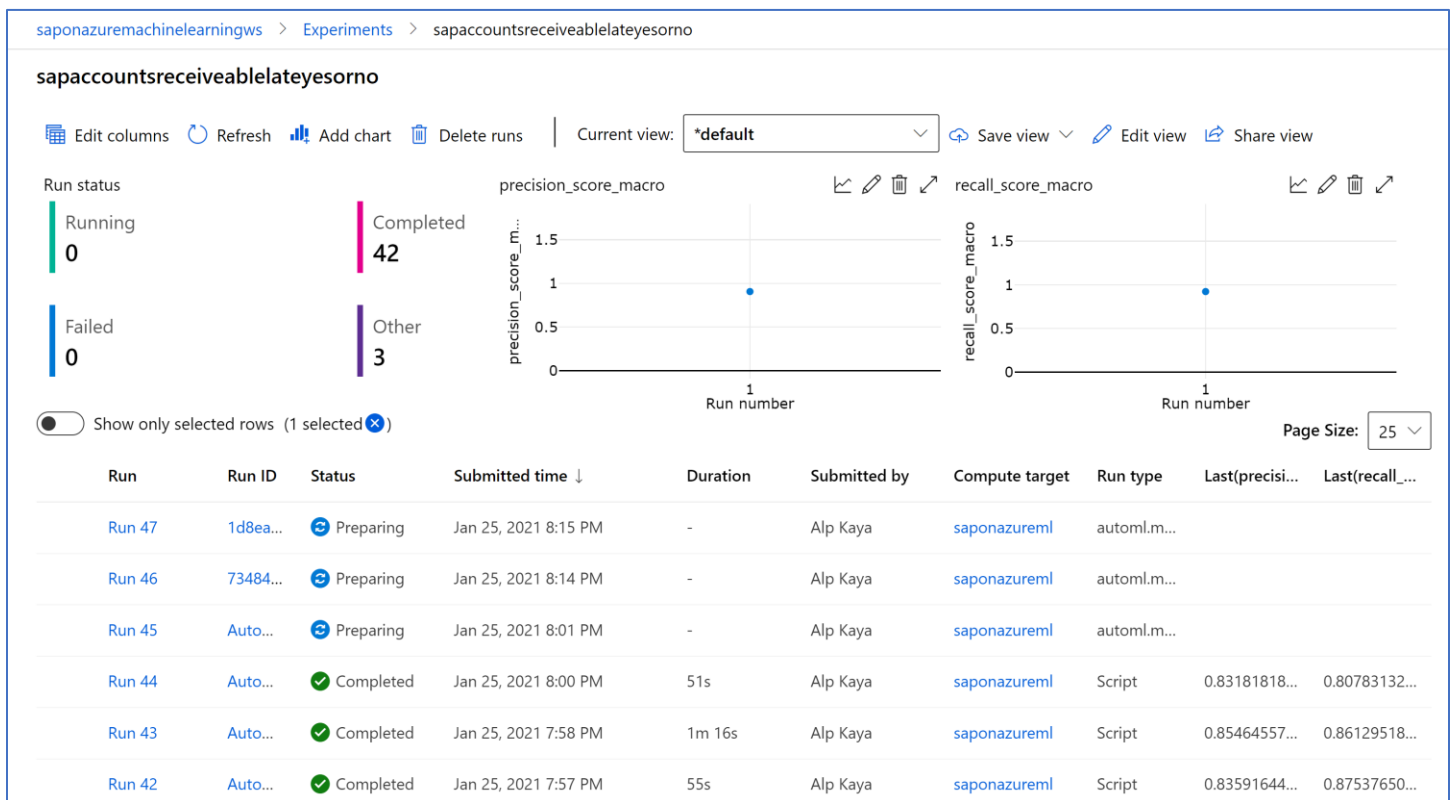 saponazuremachinelearningws > Experiments > sapaccountsreceiveablelateyesorno
sapaccountsreceiveablelateyesorno
Edit columns Refresh Add chart Delete runs Current view: *default Save view Edit view Share view
Run status
Running
0
Completed
42
Failed
0
Other
3
precision_score_macro
precision_score_m...
1.5
1
0.5
0
1
Run number
recall_score_macro
recall_score_macro
1.5
1
0.5
0
1
Run number
Show only selected rows (1 selected)
Page Size: 25
Run Run ID Status Submitted time ↓ Duration Submitted by Compute target Run type Last(precisi... Last(recall_...
Run 47 1d8ea... Preparing Jan 25, 2021 8:15 PM - Alp Kaya saponazureml automl.m...
Run 46 73484... Preparing Jan 25, 2021 8:14 PM - Alp Kaya saponazureml automl.m...
Run 45 Auto... Preparing Jan 25, 2021 8:01 PM - Alp Kaya saponazureml automl.m...
Run 44 Auto... Completed Jan 25, 2021 8:00 PM 51s Alp Kaya saponazureml Script 0.83181818... 0.80783132...
Run 43 Auto... Completed Jan 25, 2021 7:58 PM 1m 16s Alp Kaya saponazureml Script 0.85464557... 0.86129518...
Run 42 Auto... Completed Jan 25, 2021 7:57 PM 55s Alp Kaya saponazureml Script 0.83591644... 0.87537650...